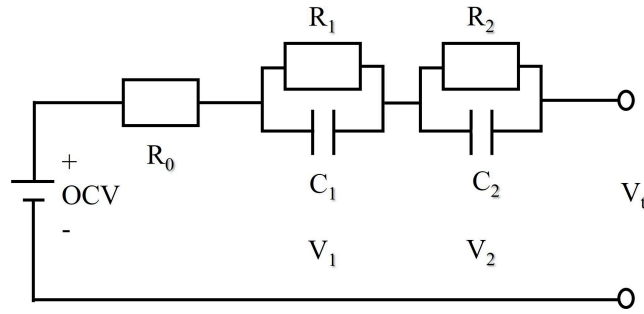 R₁
R₂
R₀
+
OCV
-
C₁
C₂
V₁
V₂
Vₜ